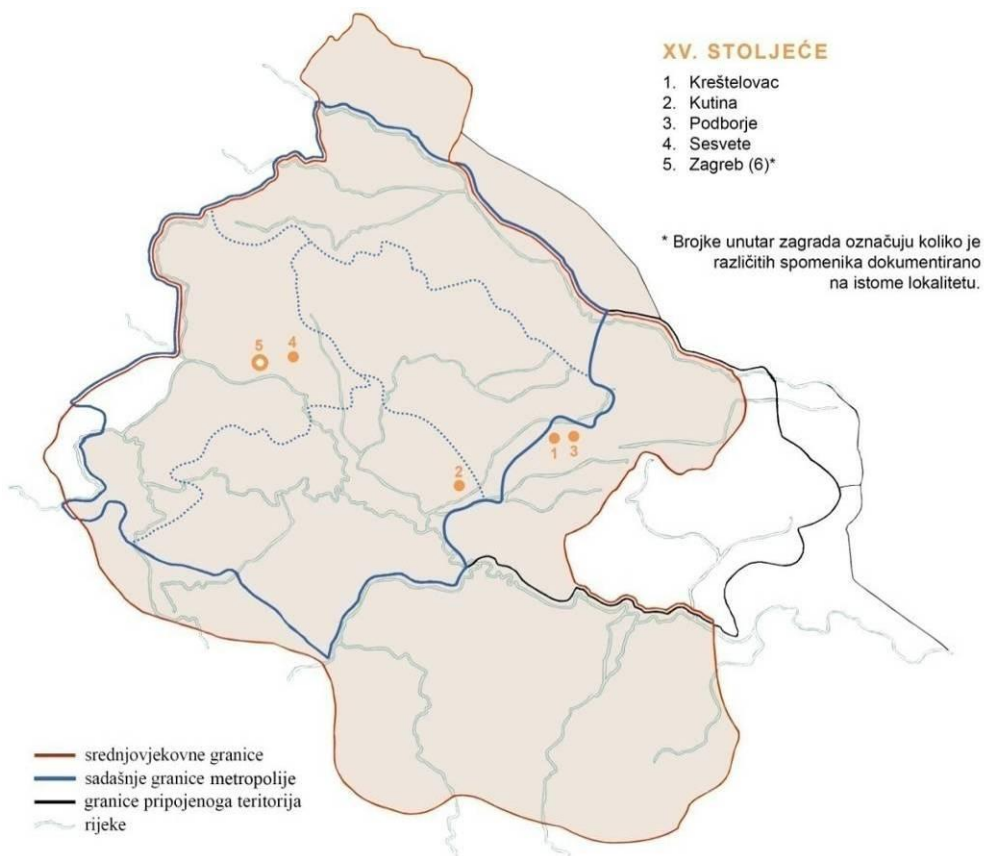 XV. STOLJEĆE
1. Kreštelovac
2. Kutina
3. Podborje
4. Sesvete
5. Zagreb (6)*
* Brojke unutar zagrada označuju koliko je
različitih spomenika dokumentirano
na istome lokalitetu.
5
4
1
3
2
srednjovjekovne granice
sadašnje granice metropolije
granice pripojenoga teritorija
rijeke